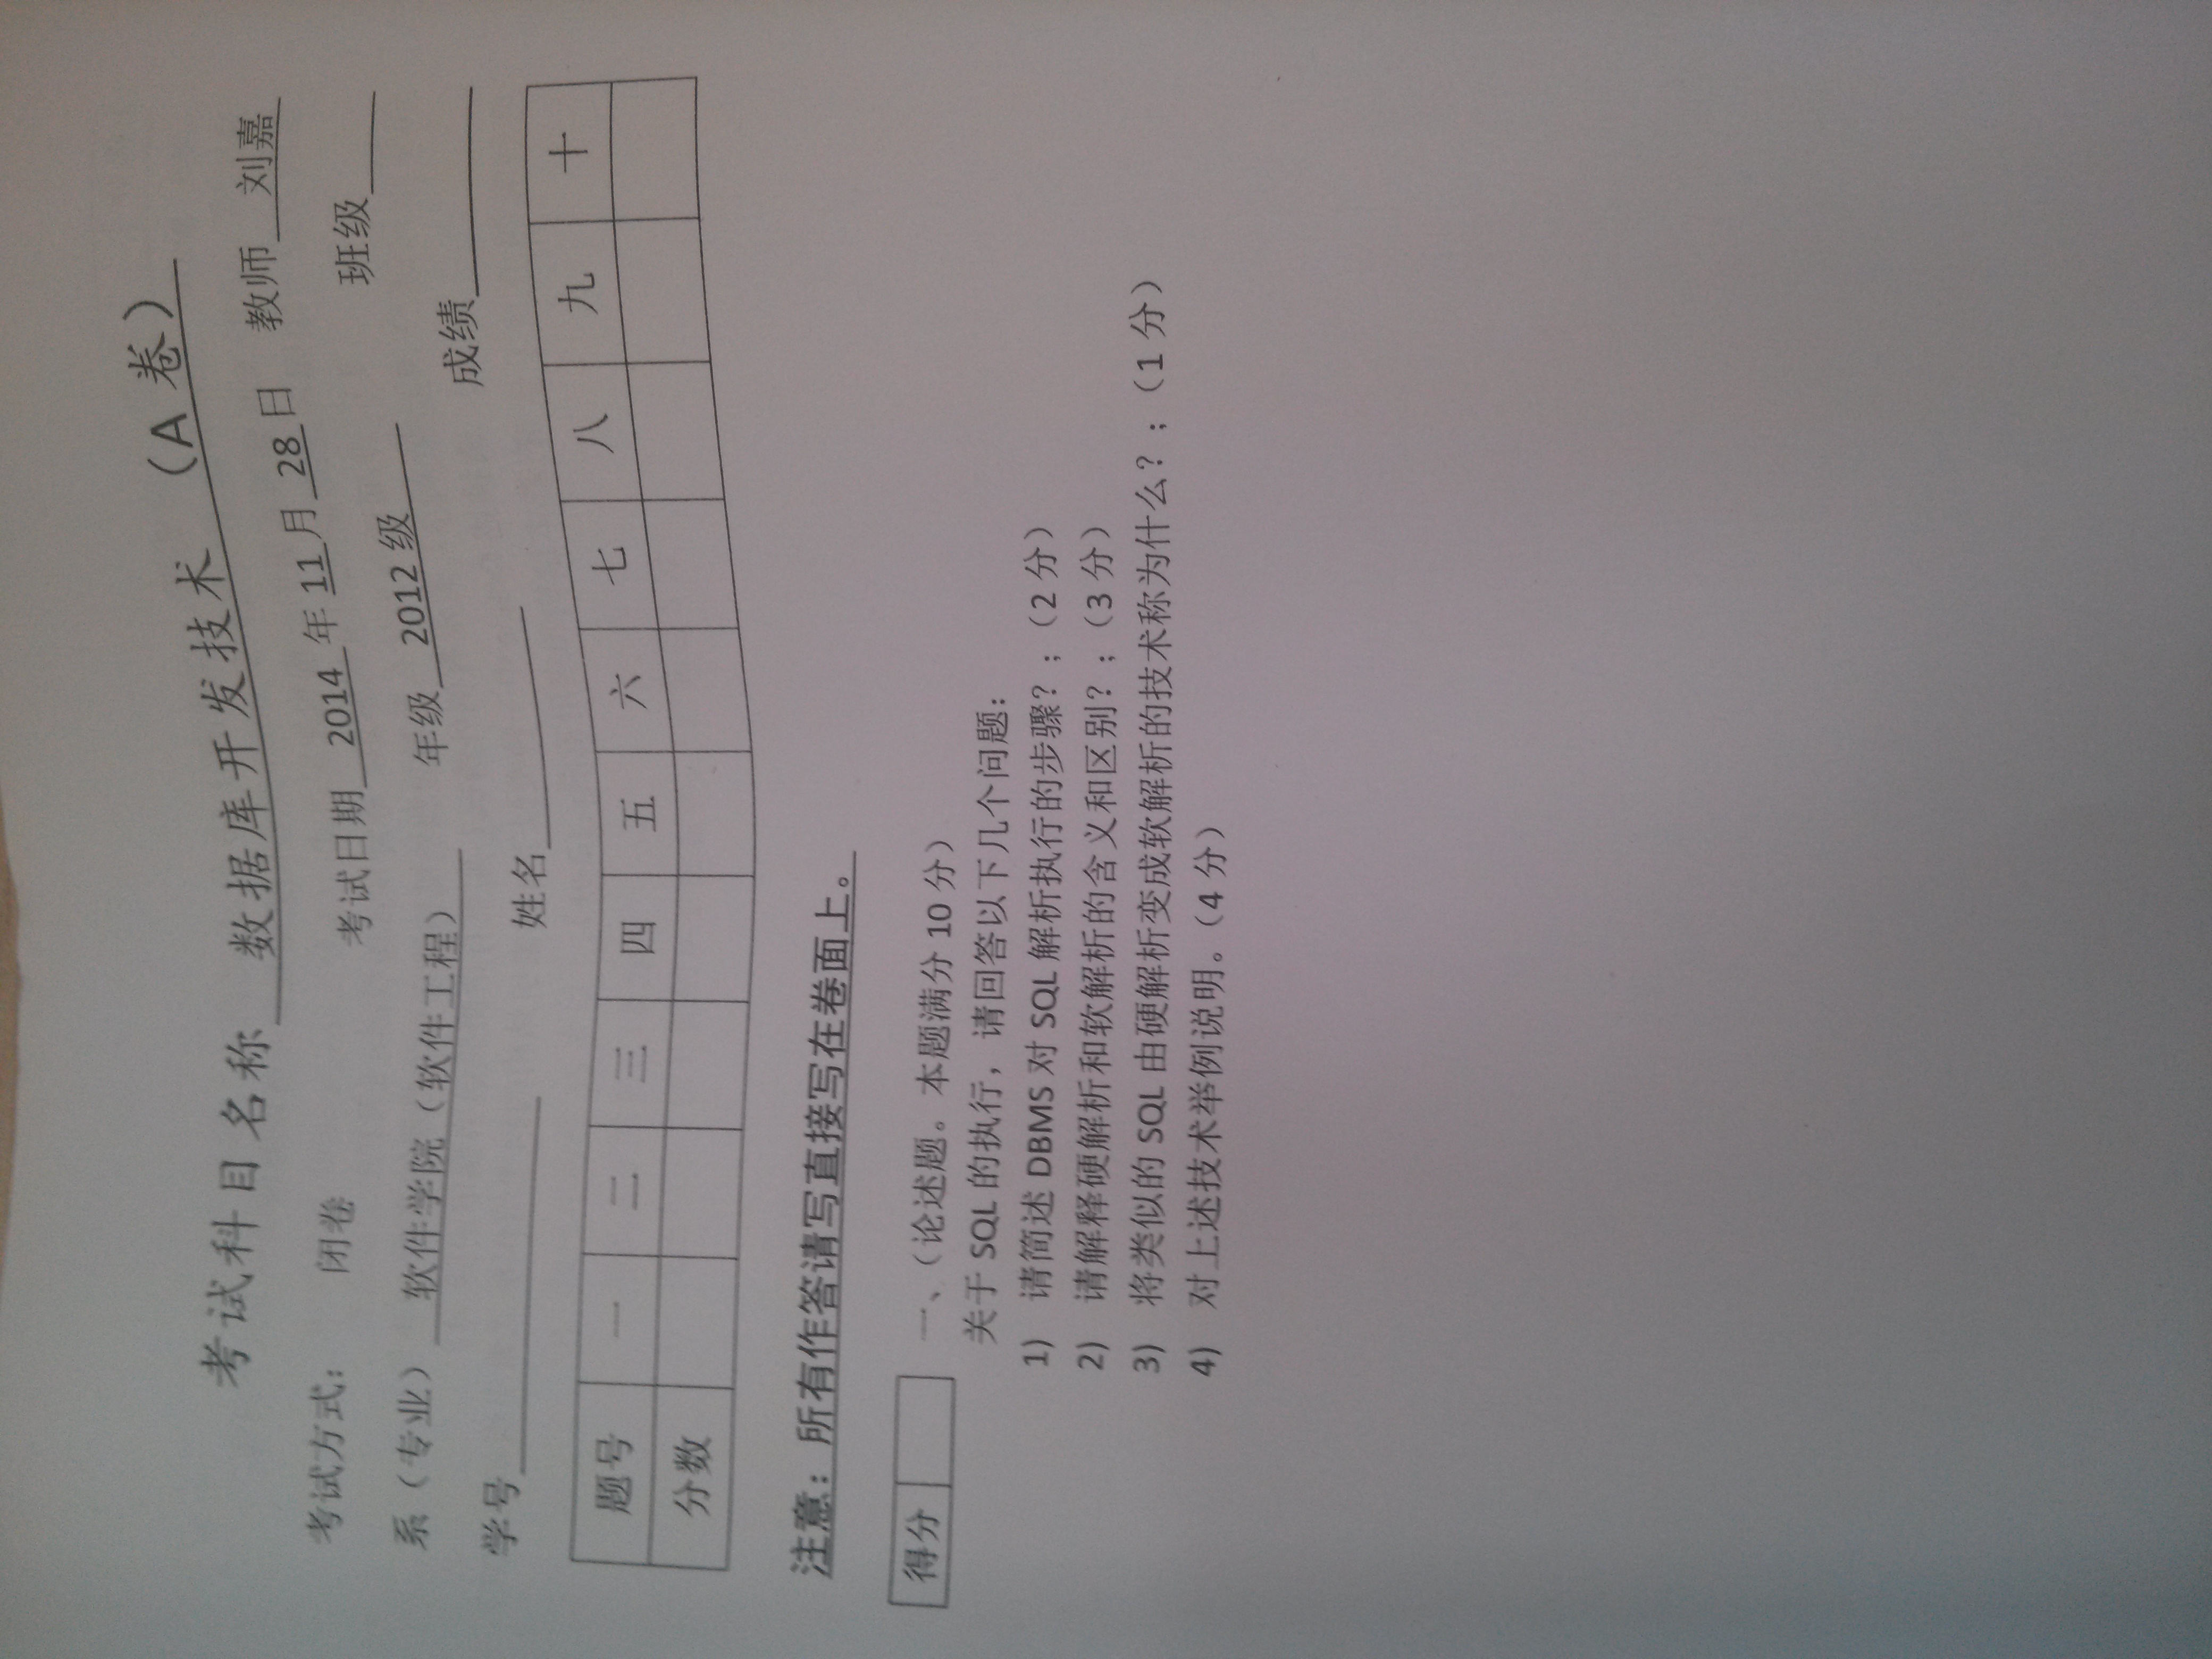 考试科目名称 数据库开发技术 （A 卷）
考试方式： 闭卷 考试日期 2014 年 11 月 28 日 教师 刘嘉
系（专业） 软件学院（软件工程） 年级 2012 级 班级
学号 姓名 成绩
题号 一 二 三 四 五 六 七 八 九 十
分数
注意：所有作答请写直接写在卷面上。
得分
一、（论述题。本题满分 10 分）
关于 SQL 的执行，请回答以下几个问题：
1) 请简述 DBMS 对 SQL 解析执行的步骤？；（2 分）
2) 请解释硬解析和软解析的含义和区别？；（3 分）
3) 将类似的 SQL 由硬解析变成软解析的技术称为什么？；（1 分）
4) 对上述技术举例说明。（4 分）